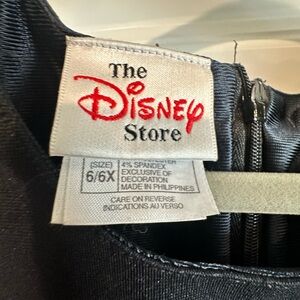 The
Disney
Store
(SIZE)
6/6X
4% SPANDEX
EXCLUSIVE OF
DECORATION
MADE IN PHILIPPINES
CARE ON REVERSE
INDICATIONS AU VERSO